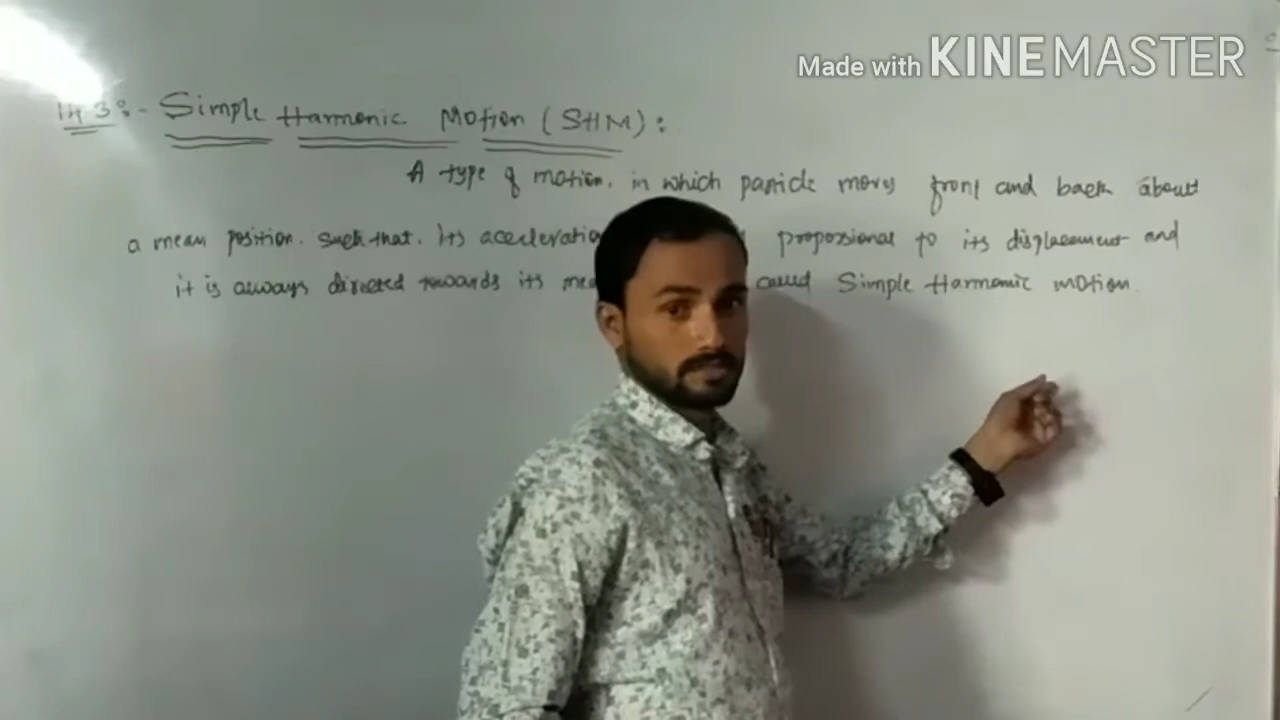 Made with KINEMASTER
14.3:- Simple Harmonic Motion (SHM):
A type of motion, in which particle moves front and back about
a mean position. Such that, its acceleration proporsional to its displacement and
it is always directed towards its called Simple Harmonic motion.